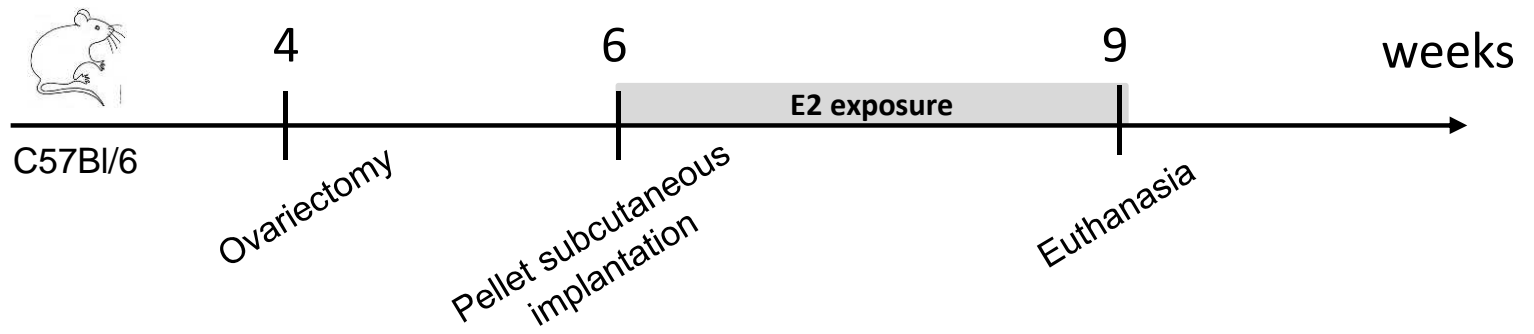 4
6
9
weeks
E2 exposure
C57Bl/6
Ovariectomy
Pellet subcutaneous
implantation
Euthanasia